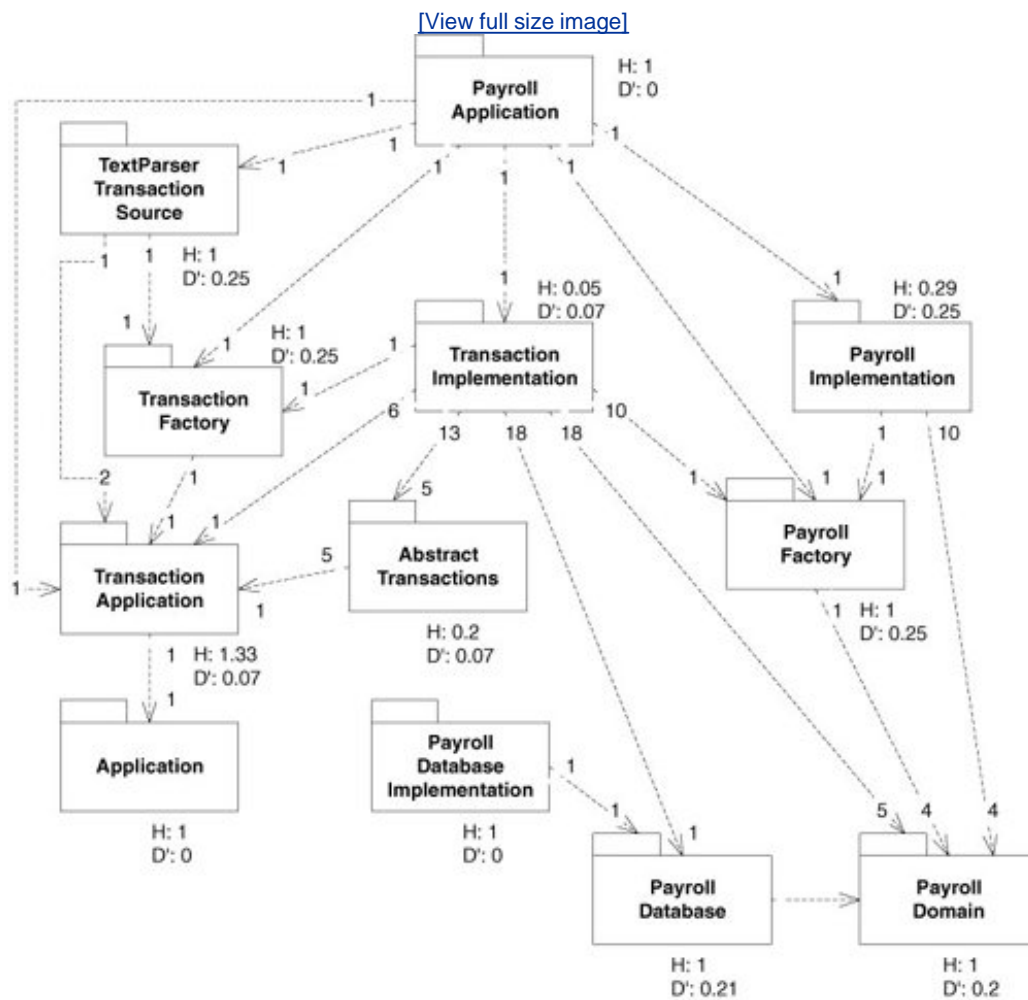 [View full size image]
Payroll
Application
H: 1
D': 0
1
1
1
1
1
1
1
TextParser
Transaction
Source
1
1
H: 1
D': 0.25
1
1
1
1
H: 0.05
D': 0.07
1
H: 0.29
D': 0.25
H: 1
D': 0.25
Transaction
Factory
1
1
Transaction
Implementation
6
13
18
18
10
Payroll
Implementation
1
10
2
1
1
1
5
1
1
1
Transaction
Application
1
5
1
Abstract
Transactions
Payroll
Factory
1
H: 1
D': 0.25
H: 0.2
D': 0.07
1
H: 1.33
D': 0.07
1
Application
H: 1
D': 0
Payroll
Database
Implementation
H: 1
D': 0
1
1
1
5
4
4
Payroll
Database
H: 1
D': 0.21
Payroll
Domain
H: 1
D': 0.2